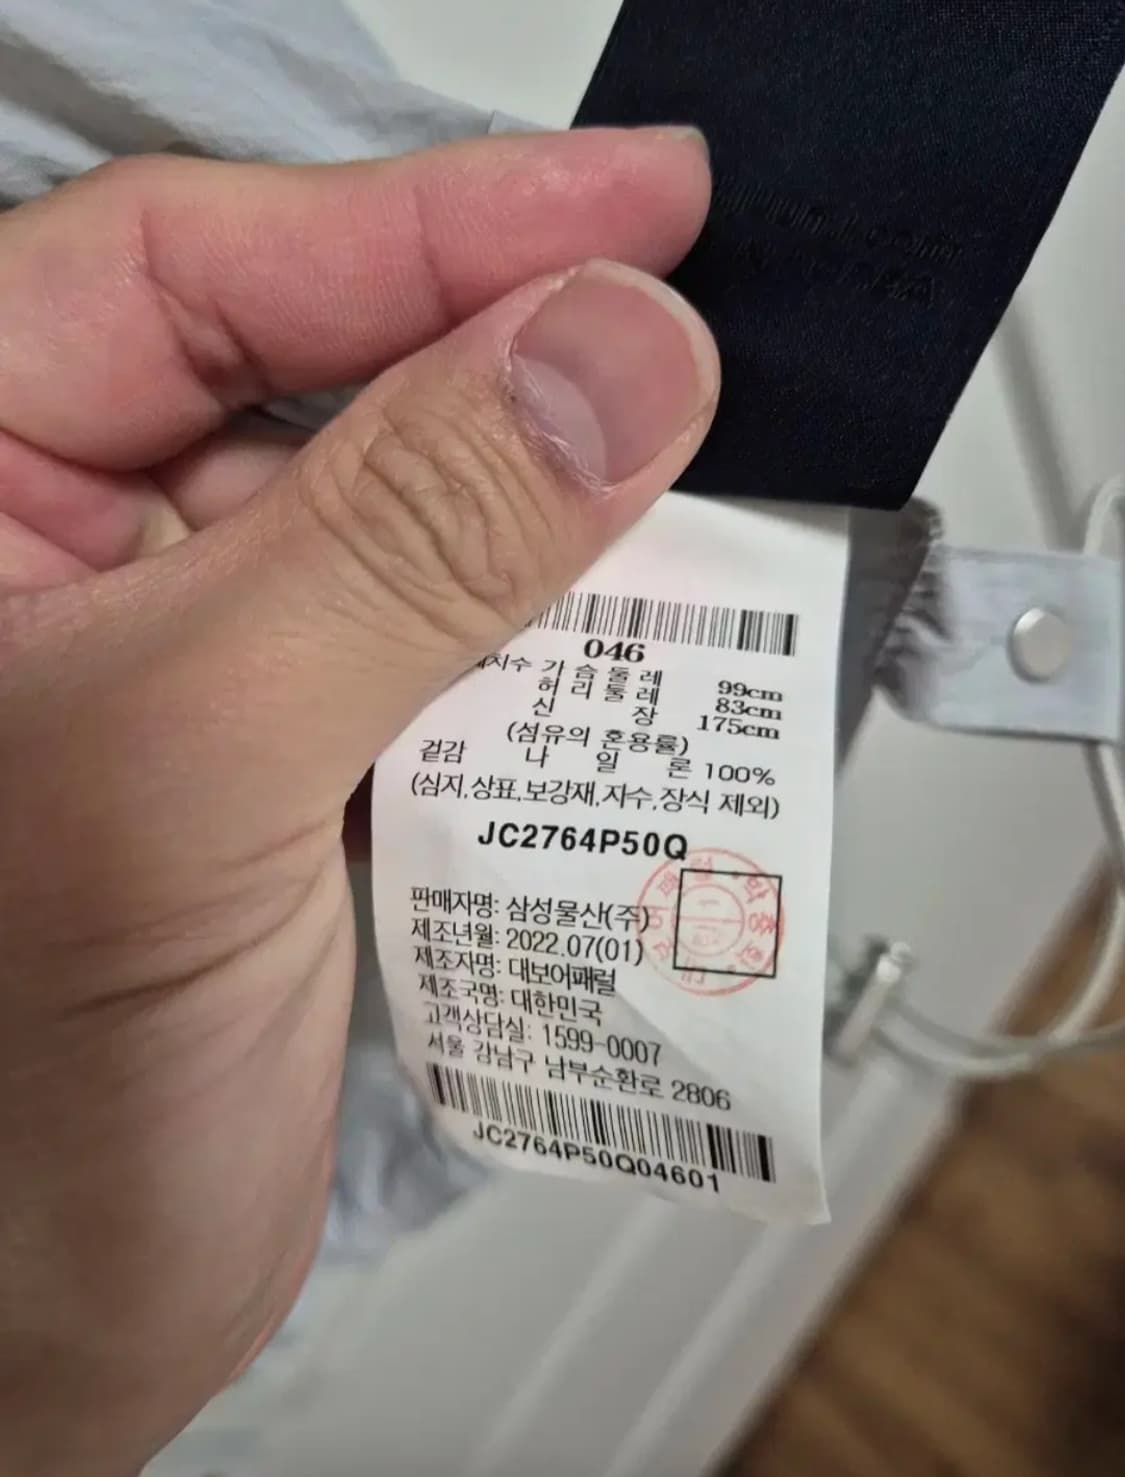 046
치수 가슴둘레 99cm
허리둘레 83cm
신장 175cm
(섬유의 혼용률)
겉감 나일론 100%
(심지,상표,보강재,자수,장식 제외)
JC2764P50Q
판매자명: 삼성물산(주)
제조년월: 2022.07(01)
제조자명: 대보어패럴
제조국명: 대한민국
고객상담실: 1599-0007
서울 강남구 남부순환로 2806
JC2764P50Q04601